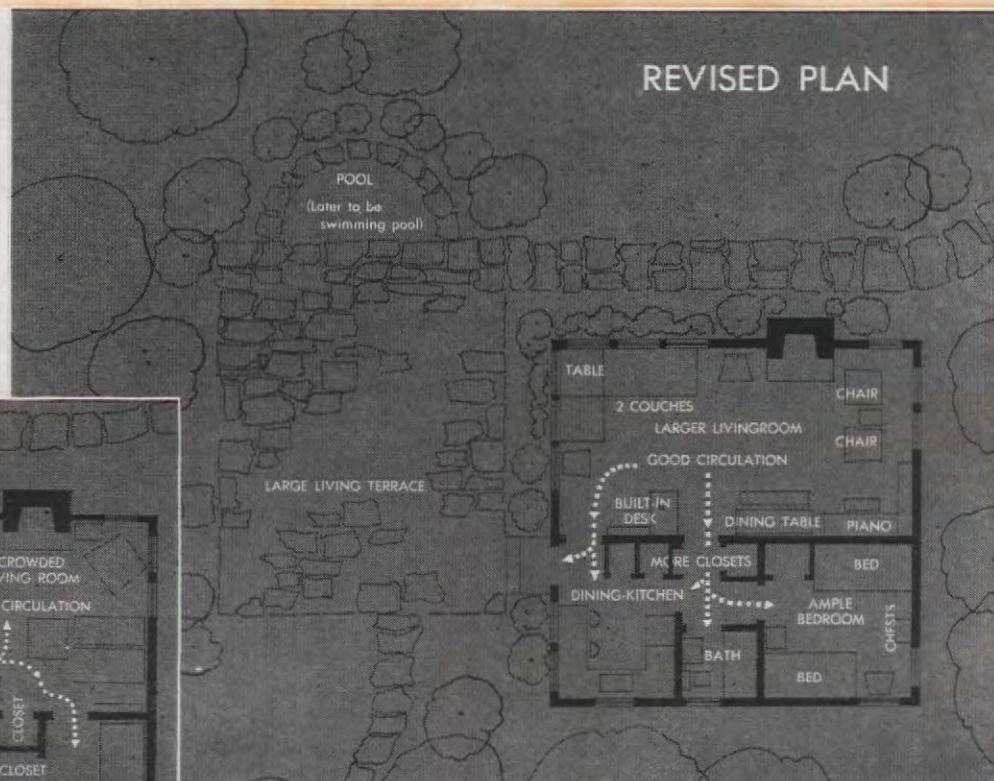 REVISED PLAN
POOL
(Later to be
swimming pool)
TABLE
CHAIR
2 COUCHES
LARGER LIVINGROOM
CHAIR
GOOD CIRCULATION
LARGE LIVING TERRACE
BUILT-IN
DESK
DINING TABLE
PIANO
MORE CLOSETS
BED
DINING-KITCHEN
AMPLE
BEDROOM
CHESTS
BATH
BED
CROWDED
VING ROOM
CIRCULATION
CLOSET
CLOSET